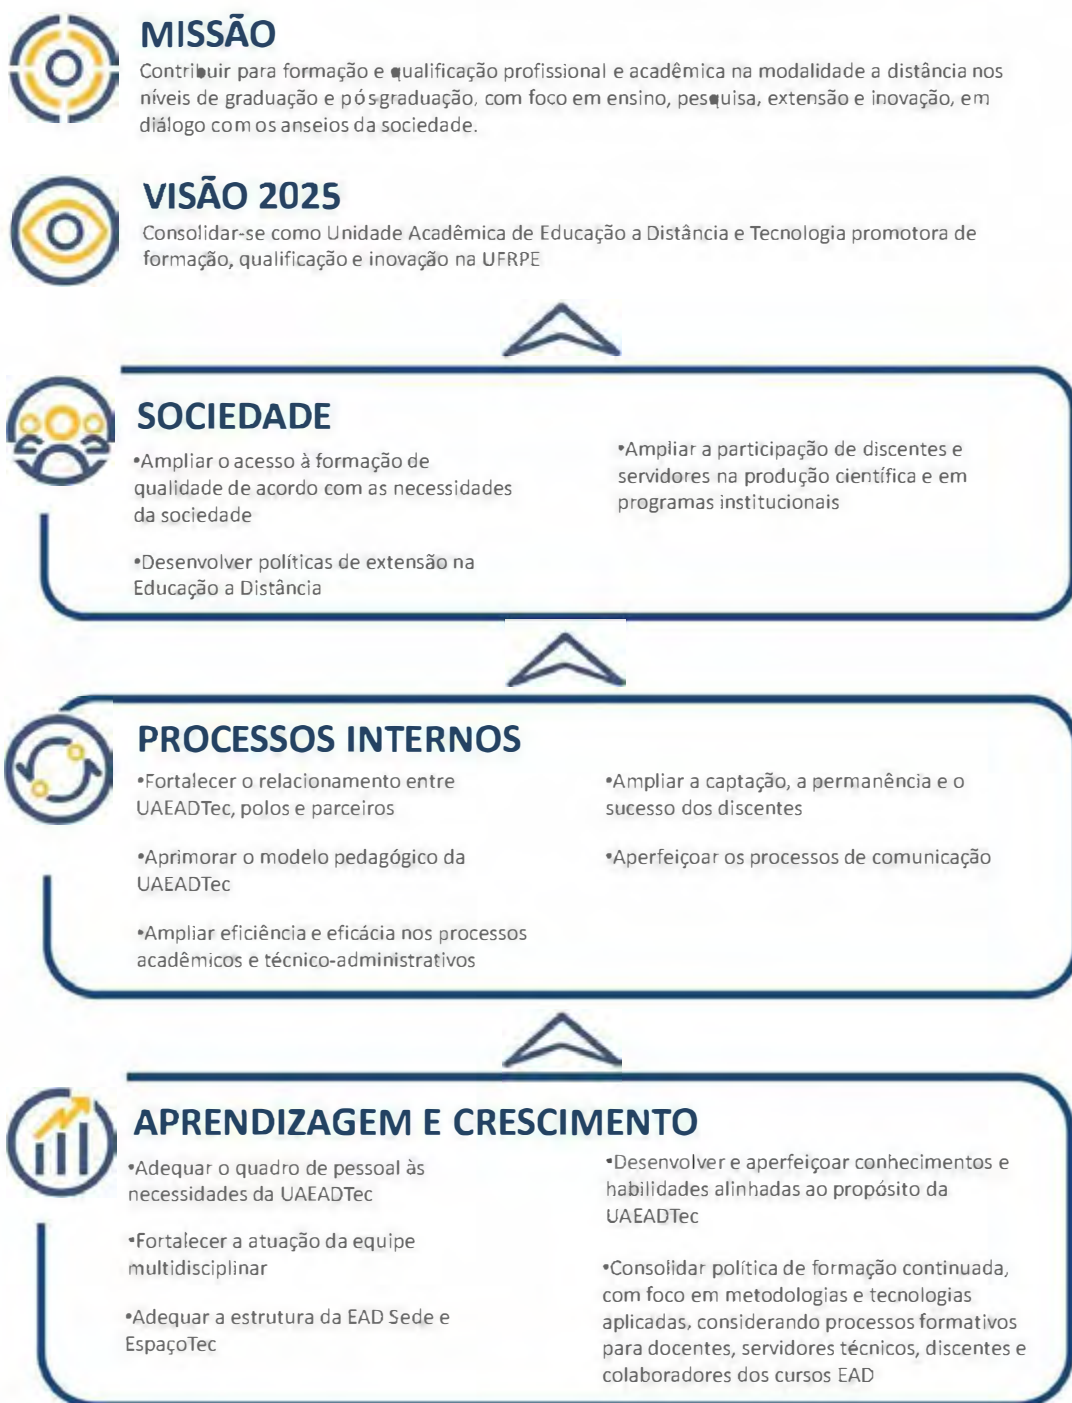 MISSÃO
Contribuir para formação e qualificação profissional e acadêmica na modalidade a distância nos
níveis de graduação e pós-graduação, com foco em ensino, pesquisa, extensão e inovação, em
diálogo com os anseios da sociedade.
VISÃO 2025
Consolidar-se como Unidade Acadêmica de Educação a Distância e Tecnologia promotora de
formação, qualificação e inovação na UFRPE
SOCIEDADE
•Ampliar o acesso à formação de
qualidade de acordo com as necessidades
da sociedade
•Desenvolver políticas de extensão na
Educação a Distância
•Ampliar a participação de discentes e
servidores na produção científica e em
programas institucionais
PROCESSOS INTERNOS
•Fortalecer o relacionamento entre
UAEADTec, polos e parceiros
•Aprimorar o modelo pedagógico da
UAEADTec
•Ampliar eficiência e eficácia nos processos
acadêmicos e técnico-administrativos
•Ampliar a captação, a permanência e o
sucesso dos discentes
•Aperfeiçoar os processos de comunicação
APRENDIZAGEM E CRESCIMENTO
•Adequar o quadro de pessoal às
necessidades da UAEADTec
•Fortalecer a atuação da equipe
multidisciplinar
•Adequar a estrutura da EAD Sede e
EspaçoTec
•Desenvolver e aperfeiçoar conhecimentos e
habilidades alinhadas ao propósito da
UAEADTec
•Consolidar política de formação continuada,
com foco em metodologias e tecnologias
aplicadas, considerando processos formativos
para docentes, servidores técnicos, discentes e
colaboradores dos cursos EAD